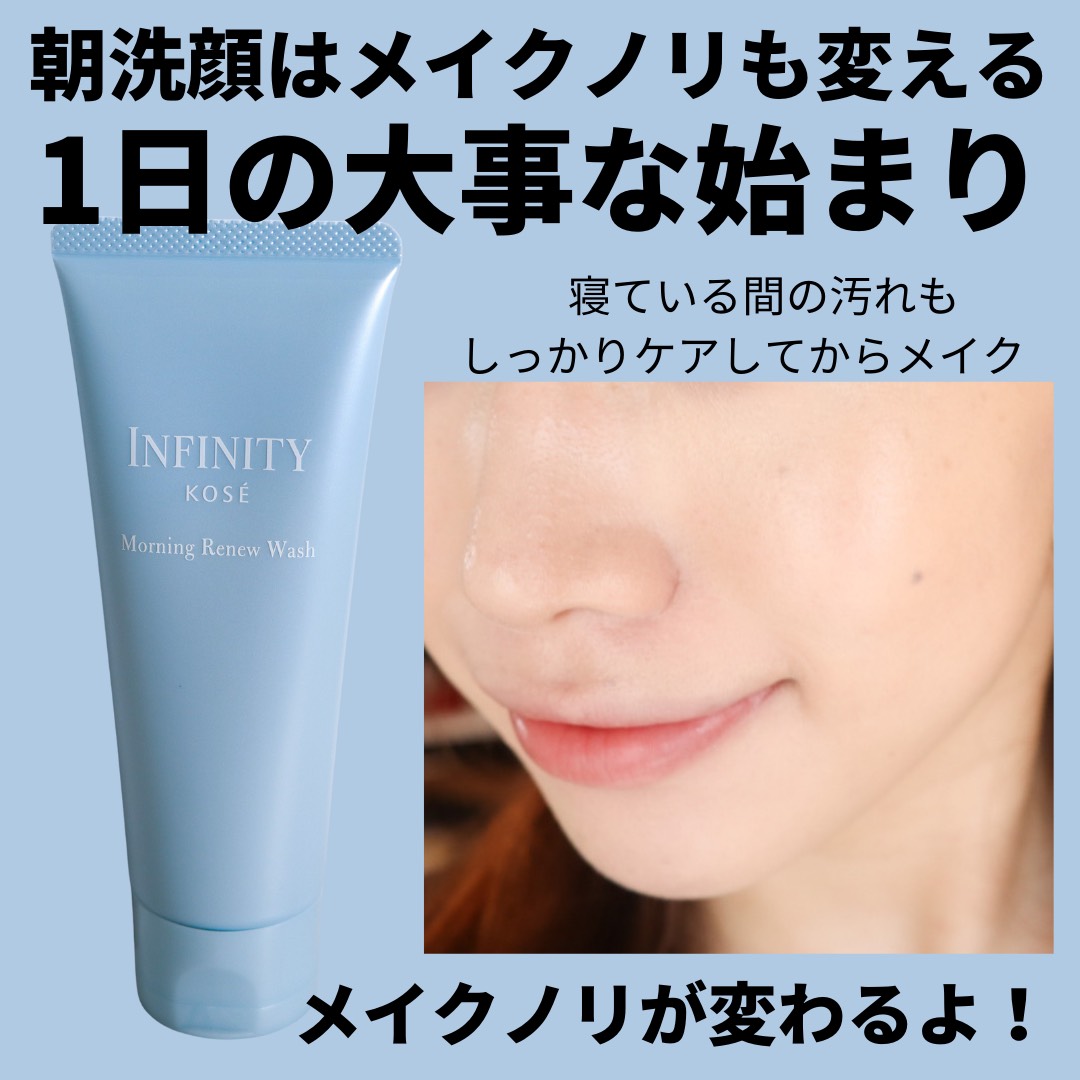 朝洗顔はメイクノリも変える
1日の大事な始まり
寝ている間の汚れも
しっかりケアしてからメイク
INFINITY
KOSÉ
Morning Renew Wash
メイクノリが変わるよ！